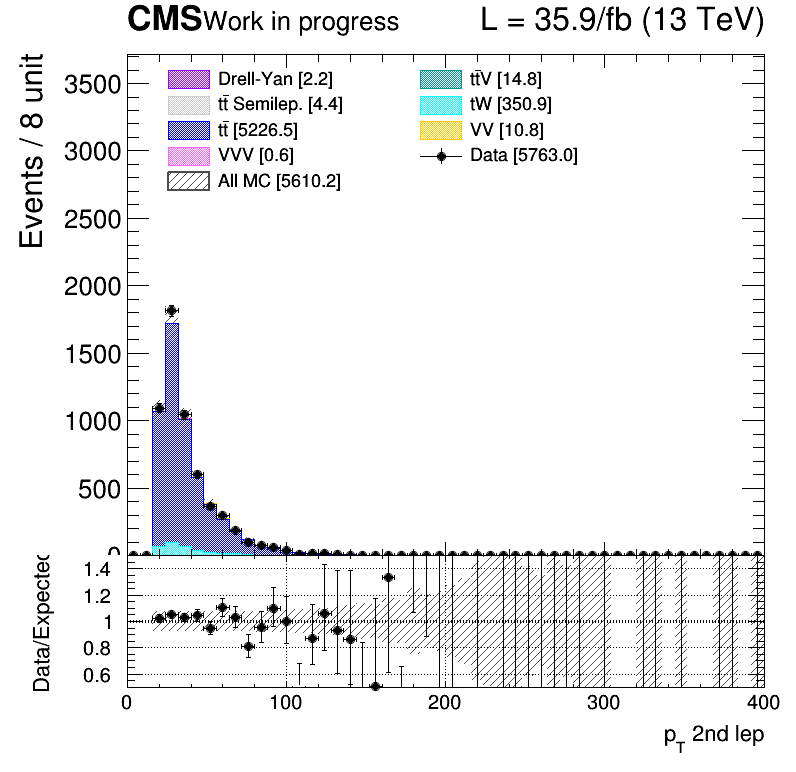 CMS Work in progress L = 35.9/fb (13 TeV)
Events / 8 unit
3500
3000
2500
2000
1500
1000
500
0
Drell-Yan [2.2]
tt̄ Semilep. [4.4]
tt̄ [5226.5]
VVV [0.6]
All MC [5610.2]
tt̄V [14.8]
tW [350.9]
VV [10.8]
Data [5763.0]
Data/Expected
1.4
1.2
1
0.8
0.6
0 100 200 300 400
p_T 2nd lep